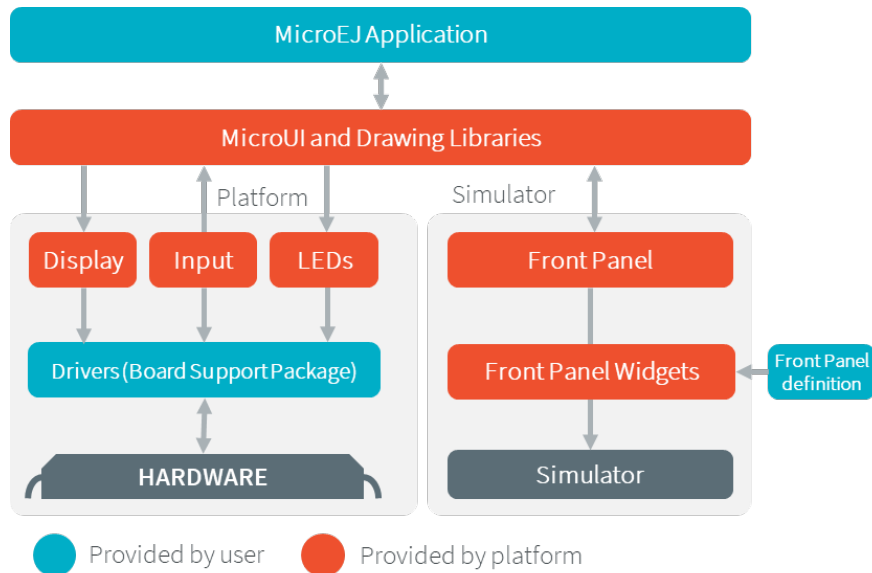 MicroEJ Application
MicroUI and Drawing Libraries
Platform
Simulator
Display
Input
LEDs
Front Panel
Drivers (Board Support Package)
Front Panel Widgets
Front Panel
definition
HARDWARE
Simulator
Provided by user
Provided by platform